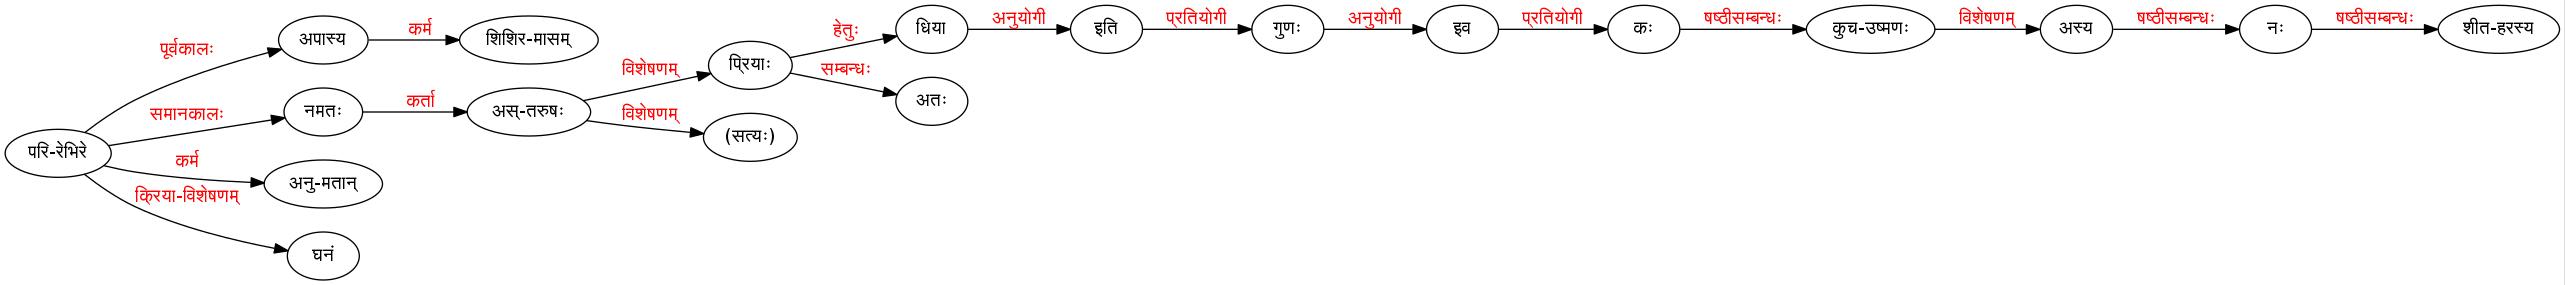 धिया अनुयोगी इति प्रतियोगी गुणः अनुयोगी इव प्रतियोगी कः षष्ठीसम्बन्धः कुच-उष्मणः विशेषणम् अस्य षष्ठीसम्बन्धः नः षष्ठीसम्बन्धः शीत-हरस्य
पूर्वकालः अपास्य कर्म शिशिर-मासम्
विशेषणम् प्रियाः हेतुः
सम्बन्धः अतः
समानकालः नमतः कर्ता अस्-तरुषः
विशेषणम् (सत्यः)
परि-रेभिरे
कर्म अनु-मतान्
क्रिया-विशेषणम् घनं